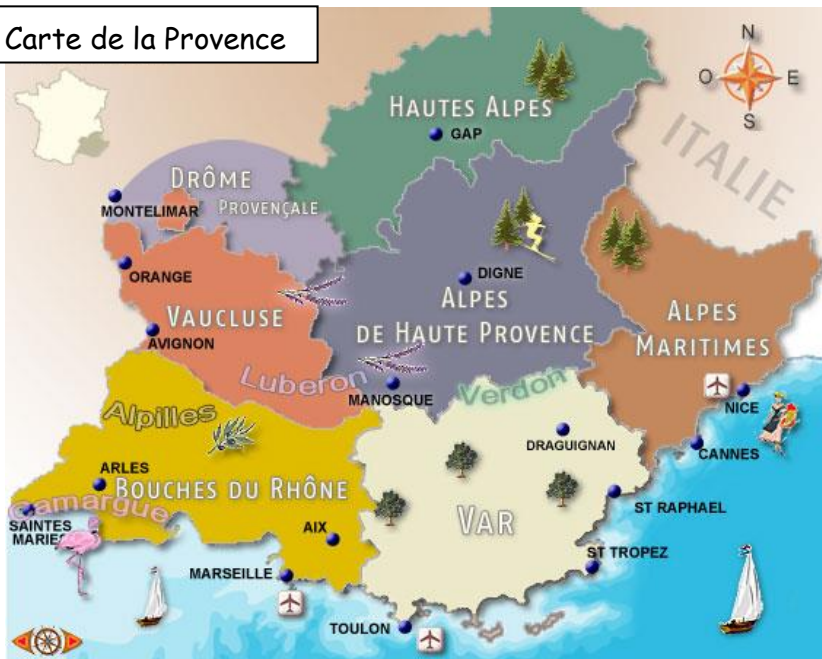 Carte de la Provence
N
O
E
S
ITALIE
HAUTES ALPES
GAP
DRÔME
PROVENÇALE
MONTELIMAR
ORANGE
VAUCLUSE
AVIGNON
DIGNE
ALPES
DE HAUTE PROVENCE
ALPES
MARITIMES
Luberon
MANOSQUE
Verdon
NICE
Alpilles
DRAGUIGNAN
CANNES
ARLES
BOUCHES DU RHÔNE
Camargue
SAINTES
MARIES
AIX
VAR
ST RAPHAEL
MARSEILLE
ST TROPEZ
TOULON